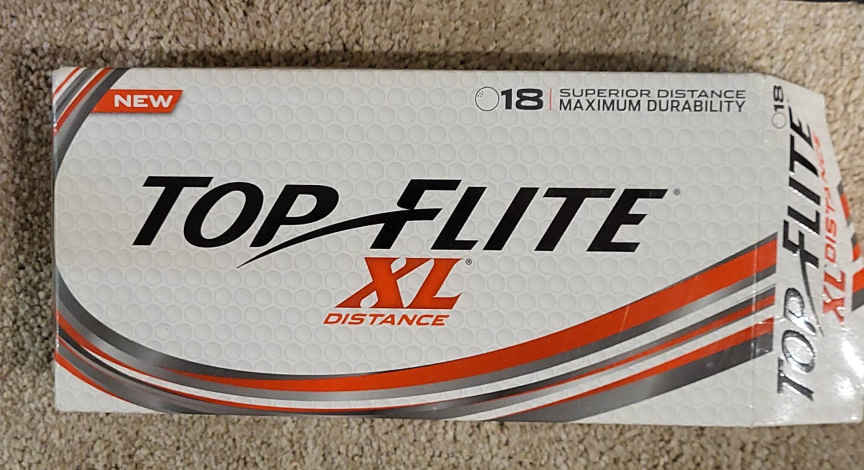 NEW
18
SUPERIOR DISTANCE
MAXIMUM DURABILITY
TOP FLITE®
XL®
DISTANCE
18
TOP FLITE
XL DISTANCE